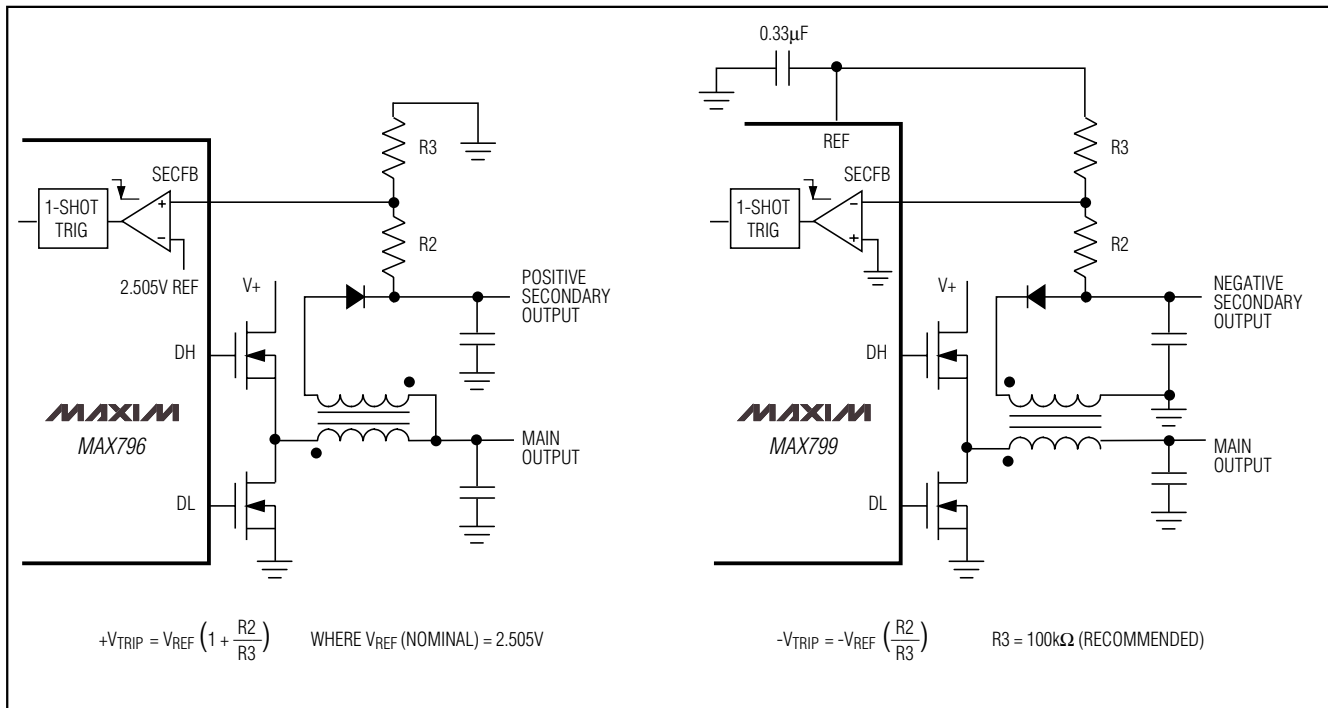 R3
SECFB
+
1-SHOT
TRIG
−
R2
2.505V REF
V+
POSITIVE
SECONDARY
OUTPUT
DH
MAXIM
MAX796
MAIN
OUTPUT
DL
+VTRIP = VREF (1 + R2/R3) WHERE VREF (NOMINAL) = 2.505V
0.33µF
REF
R3
SECFB
−
1-SHOT
TRIG
+
R2
V+
NEGATIVE
SECONDARY
OUTPUT
DH
MAXIM
MAX799
MAIN
OUTPUT
DL
-VTRIP = -VREF (R2/R3) R3 = 100kΩ (RECOMMENDED)